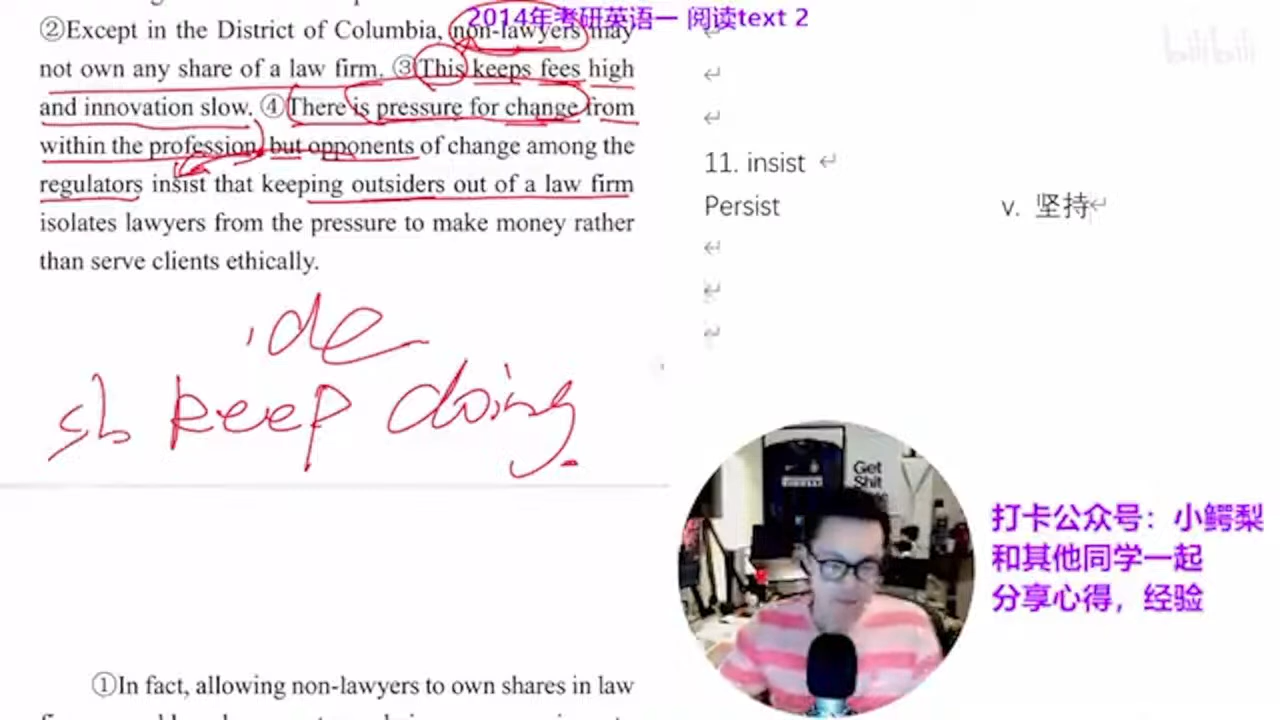 2014年考研英语一 阅读text 2
②Except in the District of Columbia, non-lawyers may
not own any share of a law firm. ③This keeps fees high
and innovation slow. ④There is pressure for change from
within the profession, but opponents of change among the
regulators insist that keeping outsiders out of a law firm
isolates lawyers from the pressure to make money rather
than serve clients ethically.
sb keep doing
①In fact, allowing non-lawyers to own shares in law
bilibili
11. insist
Persist v. 坚持
Get
Shit
打卡公众号：小鳄梨
和其他同学一起
分享心得，经验